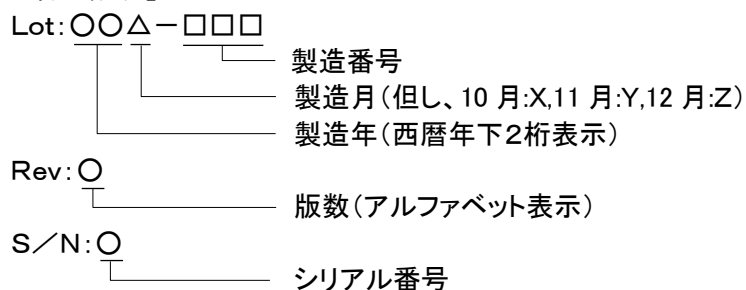 Lot:○○△－□□□
製造番号
製造月(但し、10 月:X,11 月:Y,12 月:Z)
製造年(西暦年下2桁表示)
Rev:○
版数(アルファベット表示)
S／N:○
シリアル番号